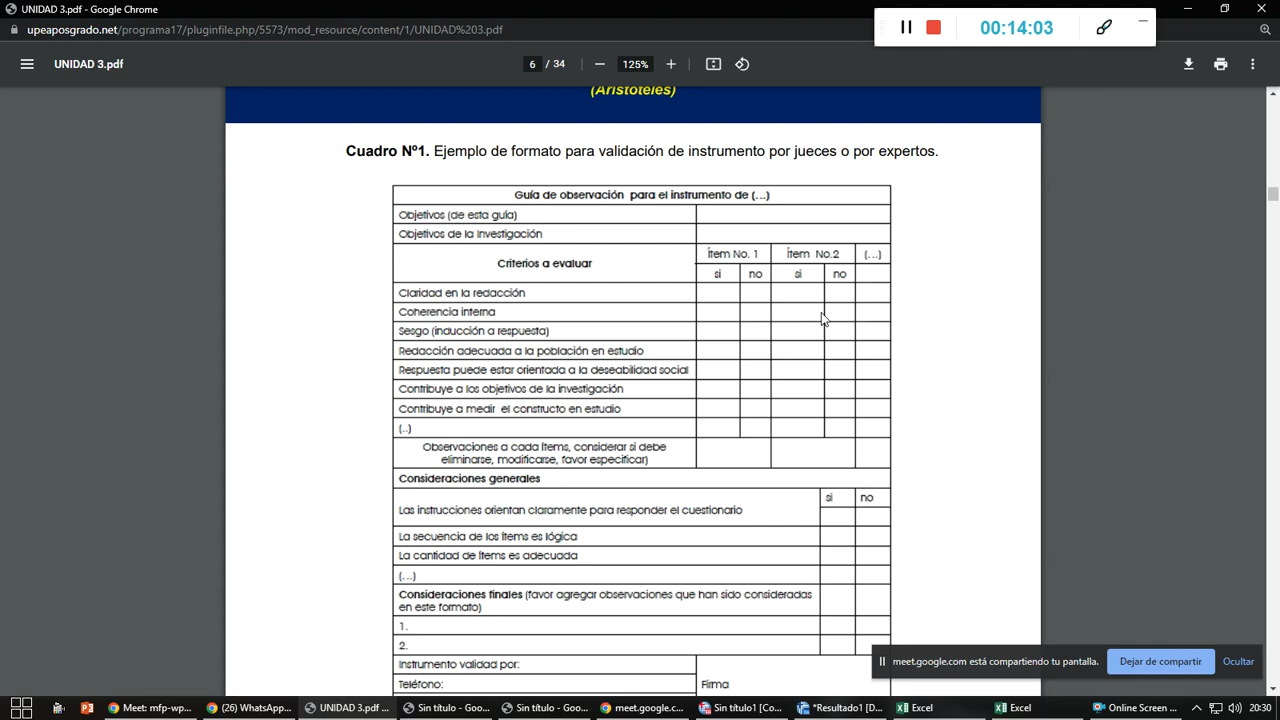 UNIDAD 3.pdf - Google Chrome
upeaposgrado.net/programa17/pluginfile.php/5573/mod_resource/content/1/UNIDAD%203.pdf
00:14:03
UNIDAD 3.pdf
6 / 34
125%
(Aristóteles)
Cuadro Nº1. Ejemplo de formato para validación de instrumento por jueces o por expertos.
Guía de observación para el instrumento de (...)
Objetivos (de esta guía)
Objetivos de la Investigación
Criterios a evaluar
Ítem No. 1
Ítem No.2
(...)
si
no
si
no
Claridad en la redacción
Coherencia interna
Sesgo (inducción a respuesta)
Redacción adecuada a la población en estudio
Respuesta puede estar orientada a la deseabilidad social
Contribuye a los objetivos de la investigación
Contribuye a medir el constructo en estudio
(..)
Observaciones a cada ítems, considerar si debe
eliminarse, modificarse, favor especificar)
Consideraciones generales
si
no
Las instrucciones orientan claramente para responder el cuestionario
La secuencia de los ítems es lógica
La cantidad de ítems es adecuada
(...)
Consideraciones finales (favor agregar observaciones que han sido consideradas
en este formato)
1.
2.
Instrumento validad por:
Teléfono:
Firma
meet.google.com está compartiendo tu pantalla.
Dejar de compartir
Ocultar
Meet: mfp-wp...
(26) WhatsApp...
UNIDAD 3.pdf ...
Sin título - Goo...
Sin título - Goo...
meet.google.co...
Sin título1 [Co...
*Resultado1 [D...
Excel
Excel
Online Screen ...
20:30